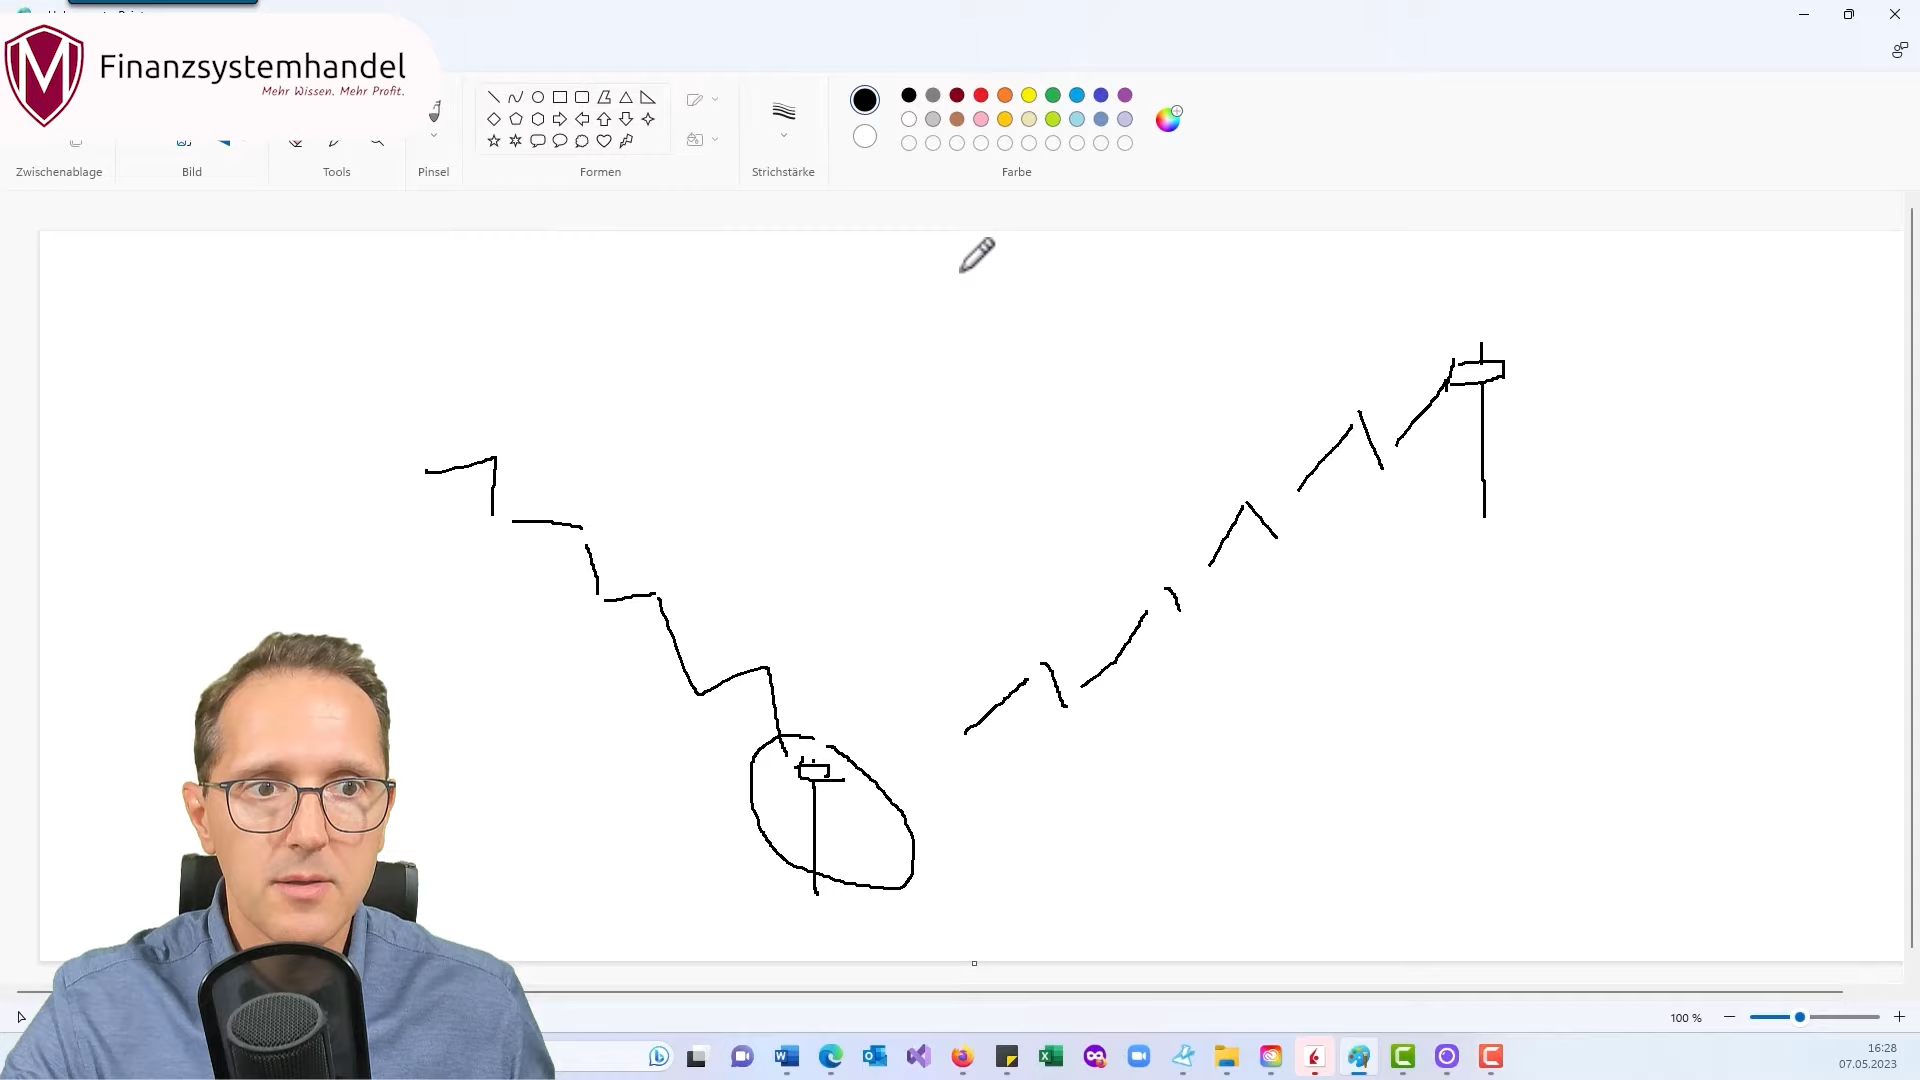 Finanzsystemhandel
Mehr Wissen. Mehr Profit.
Zwischenablage
Bild
Tools
Pinsel
Formen
Strichstärke
Farbe
100 %
16:28
07.05.2023